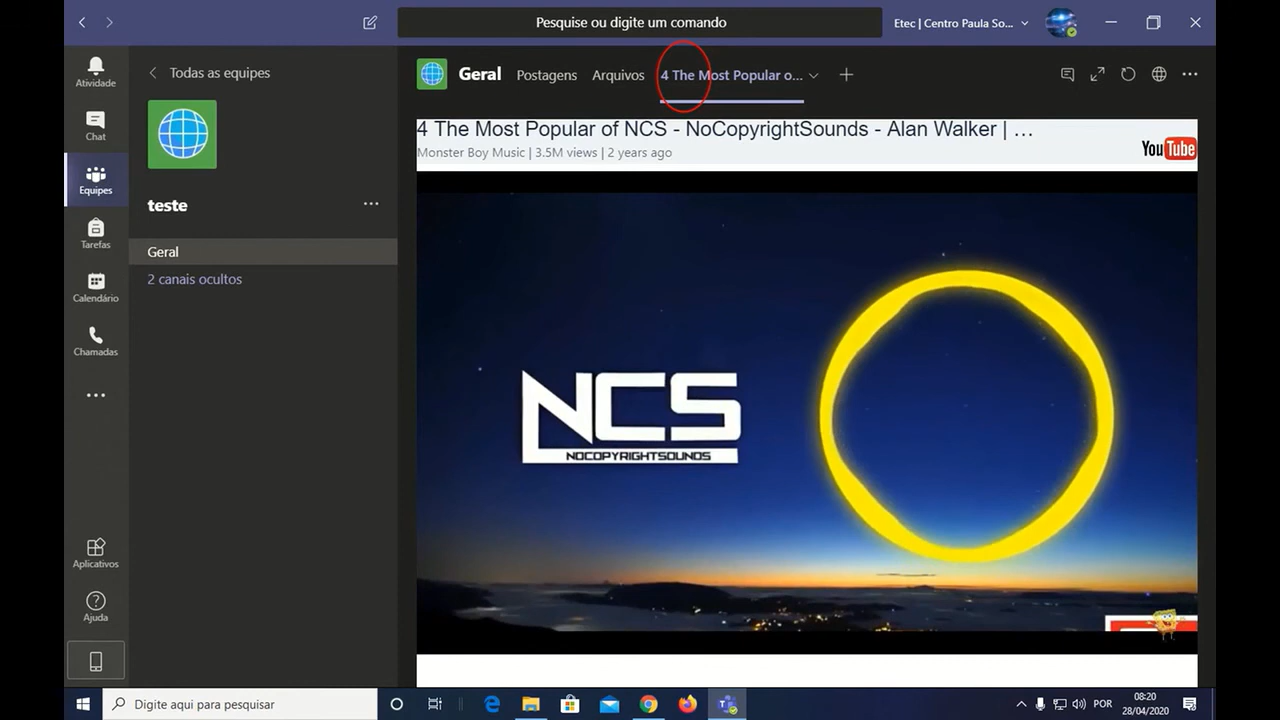 Pesquise ou digite um comando
Etec | Centro Paula So...
Atividade
Chat
Equipes
Tarefas
Calendário
Chamadas
Aplicativos
Ajuda
Todas as equipes
teste
Geral
2 canais ocultos
Geral Postagens Arquivos 4 The Most Popular o...
4 The Most Popular of NCS - NoCopyrightSounds - Alan Walker | ...
Monster Boy Music | 3.5M views | 2 years ago
YouTube
NCS
NOCOPYRIGHTSOUNDS
Digite aqui para pesquisar
POR
08:20
28/04/2020